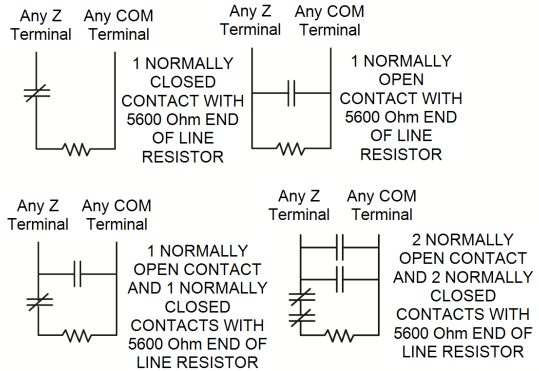 Any Z Any COM
Terminal Terminal
1 NORMALLY
CLOSED
CONTACT WITH
5600 Ohm END
OF LINE
RESISTOR
Any Z Any COM
Terminal Terminal
1 NORMALLY
OPEN
CONTACT WITH
5600 Ohm END
OF LINE
RESISTOR
Any Z Any COM
Terminal Terminal
1 NORMALLY
OPEN CONTACT
AND 1 NORMALLY
CLOSED
CONTACTS WITH
5600 Ohm END OF
LINE RESISTOR
Any Z Any COM
Terminal Terminal
2 NORMALLY
OPEN CONTACT
AND 2 NORMALLY
CLOSED
CONTACTS WITH
5600 Ohm END OF
LINE RESISTOR